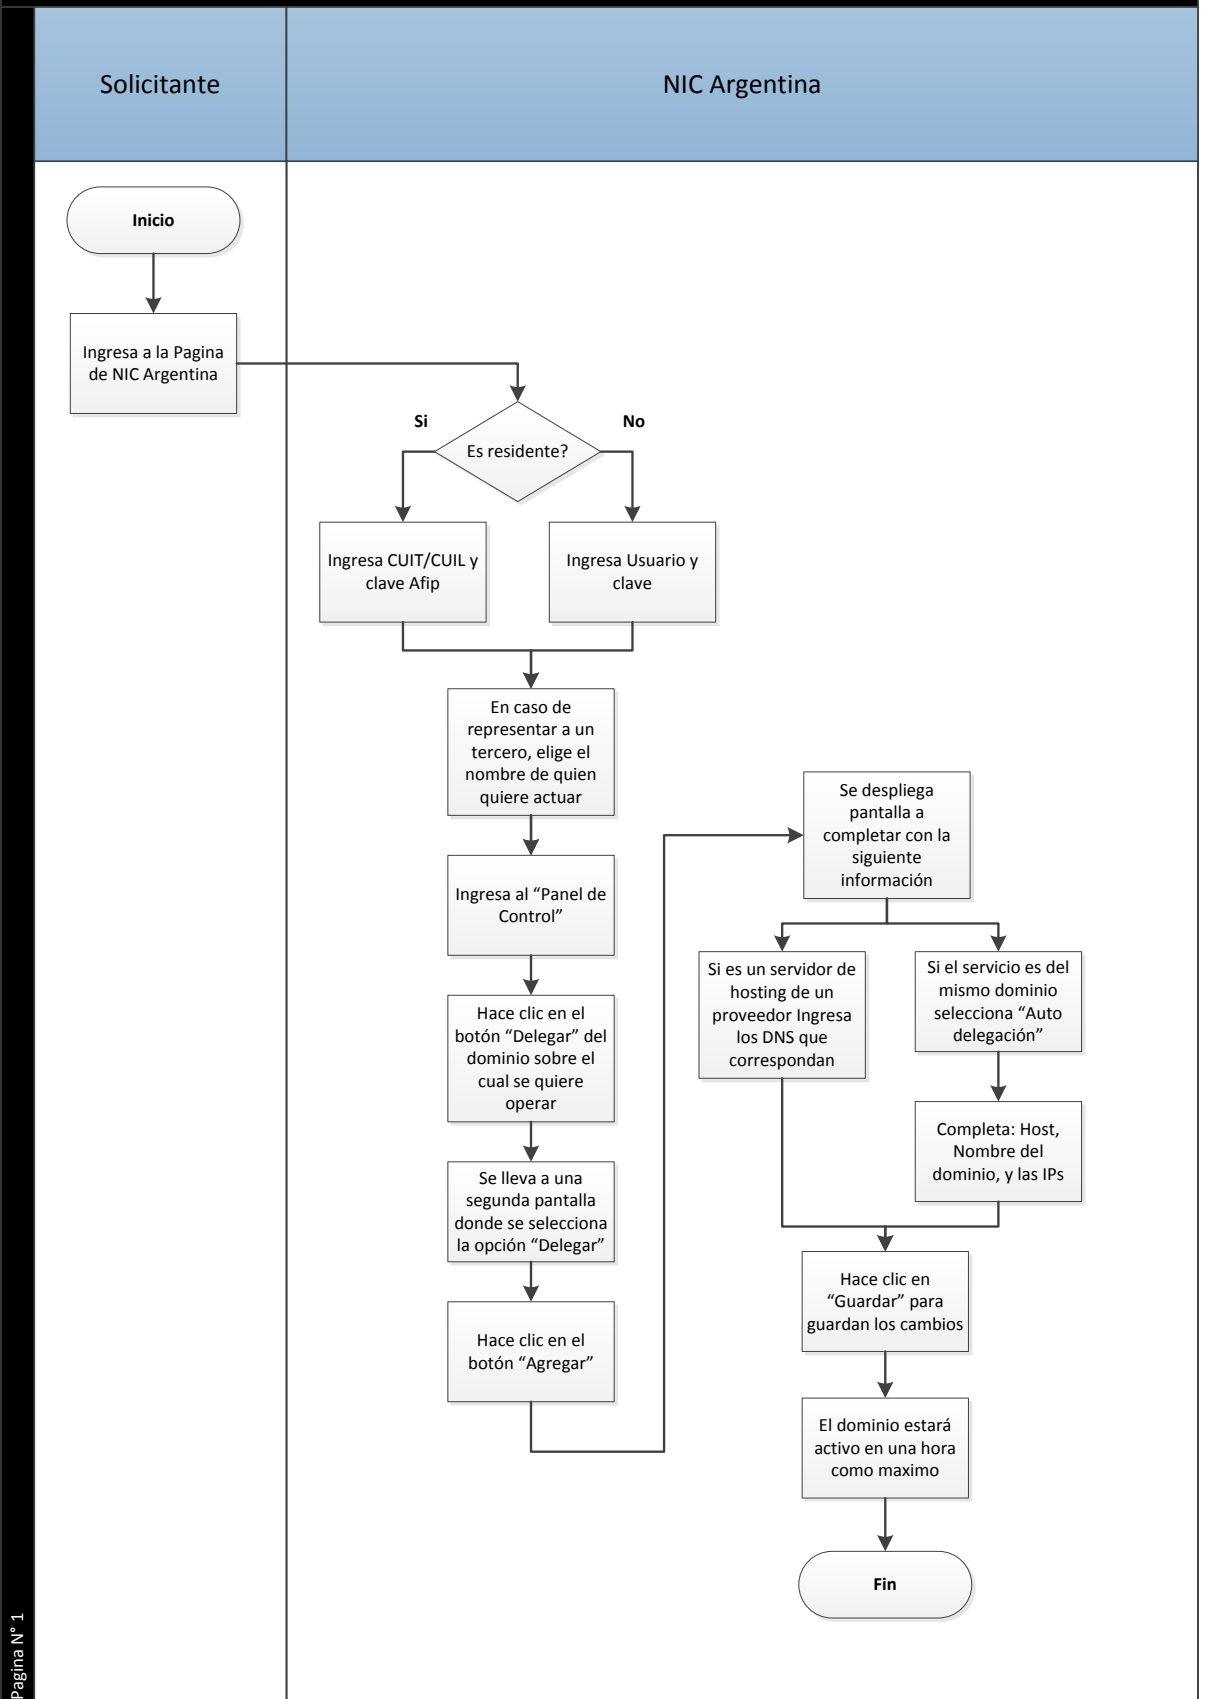 Solicitante
NIC Argentina
Inicio
Ingresa a la Pagina
de NIC Argentina
Si
No
Es residente?
Ingresa CUIT/CUIL y
clave Afip
Ingresa Usuario y
clave
En caso de
representar a un
tercero, elige el
nombre de quien
quiere actuar
Ingresa al “Panel de
Control”
Hace clic en el
botón “Delegar” del
dominio sobre el
cual se quiere
operar
Se lleva a una
segunda pantalla
donde se selecciona
la opción “Delegar”
Hace clic en el
botón “Agregar”
Se despliega
pantalla a
completar con la
siguiente
información
Si es un servidor de
hosting de un
proveedor Ingresa
los DNS que
correspondan
Si el servicio es del
mismo dominio
selecciona “Auto
delegación”
Completa: Host,
Nombre del
dominio, y las IPs
Hace clic en
“Guardar” para
guardan los cambios
El dominio estará
activo en una hora
como maximo
Fin
Pagina N° 1